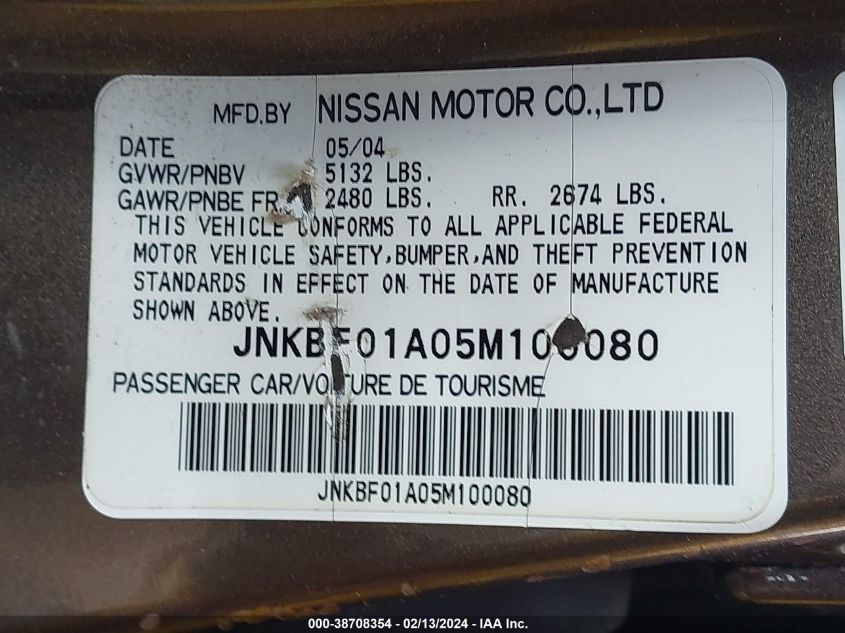 MFD.BY NISSAN MOTOR CO.,LTD
DATE 05/04
GVWR/PNBV 5132 LBS.
GAWR/PNBE FR. 2480 LBS. RR. 2674 LBS.
THIS VEHICLE CONFORMS TO ALL APPLICABLE FEDERAL
MOTOR VEHICLE SAFETY,BUMPER,AND THEFT PREVENTION
STANDARDS IN EFFECT ON THE DATE OF MANUFACTURE
SHOWN ABOVE.
JNKBF01A05M100080
PASSENGER CAR/VOITURE DE TOURISME
JNKBF01A05M100080
000-38708354 - 02/13/2024 - IAA Inc.